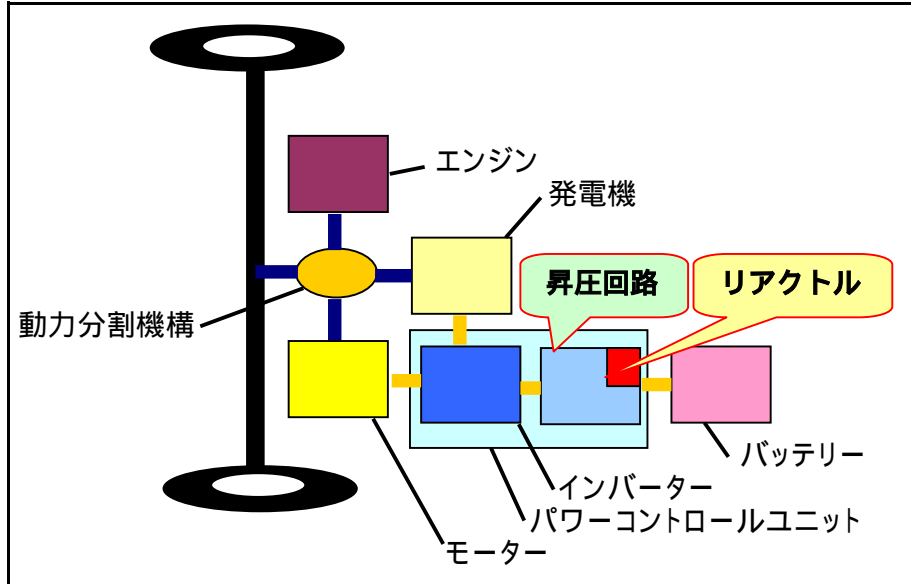 エンジン
発電機
昇圧回路
リアクトル
動力分割機構
バッテリー
インバーター
パワーコントロールユニット
モーター